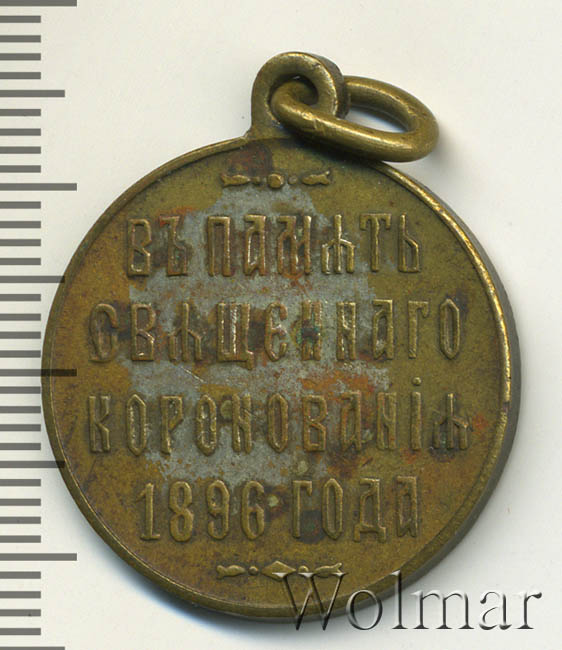 ВЪ ПАМѦТЬ
СВѦЩЕННАГО
КОРОНОВАНІѦ
1896 ГОДА
Wolmar